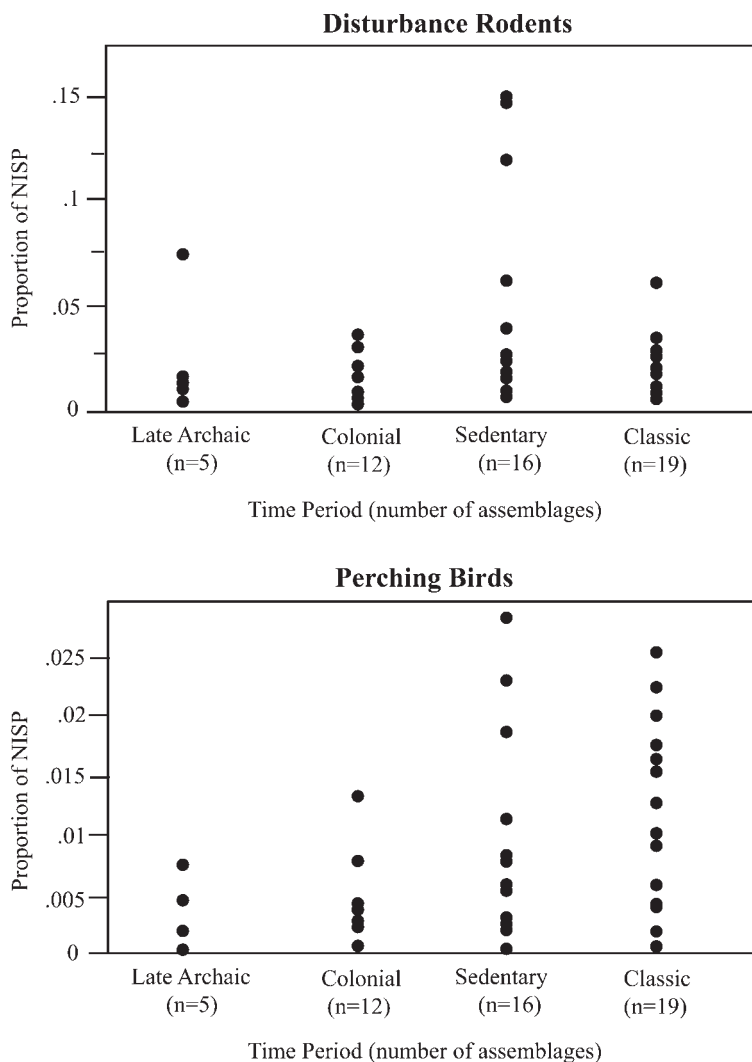 Disturbance Rodents
Proportion of NISP
.15
.1
.05
0
Late Archaic Colonial Sedentary Classic
(n=5) (n=12) (n=16) (n=19)
Time Period (number of assemblages)
Perching Birds
Proportion of NISP
.025
.02
.015
.01
.005
0
Late Archaic Colonial Sedentary Classic
(n=5) (n=12) (n=16) (n=19)
Time Period (number of assemblages)